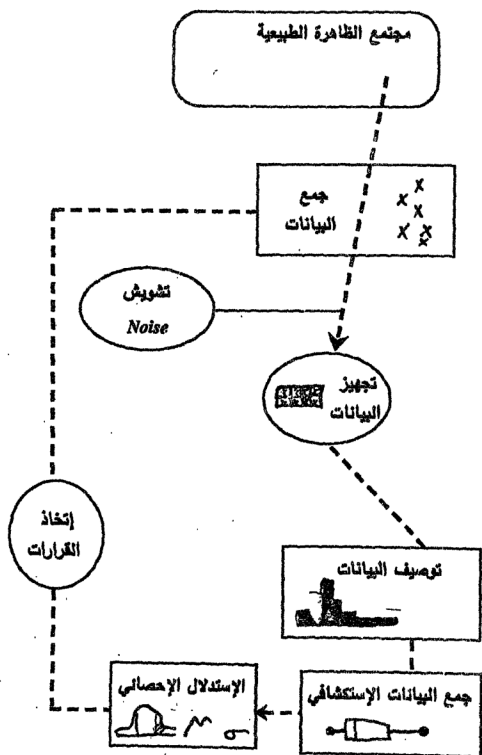 مجتمع الظاهرة الطبيعية
جمع
البيانات
تشويش
Noise
تجهيز
البيانات
إتخاذ
القرارات
توصيف البيانات
جمع البيانات الإستكشافي
الإستدلال الإحصائي